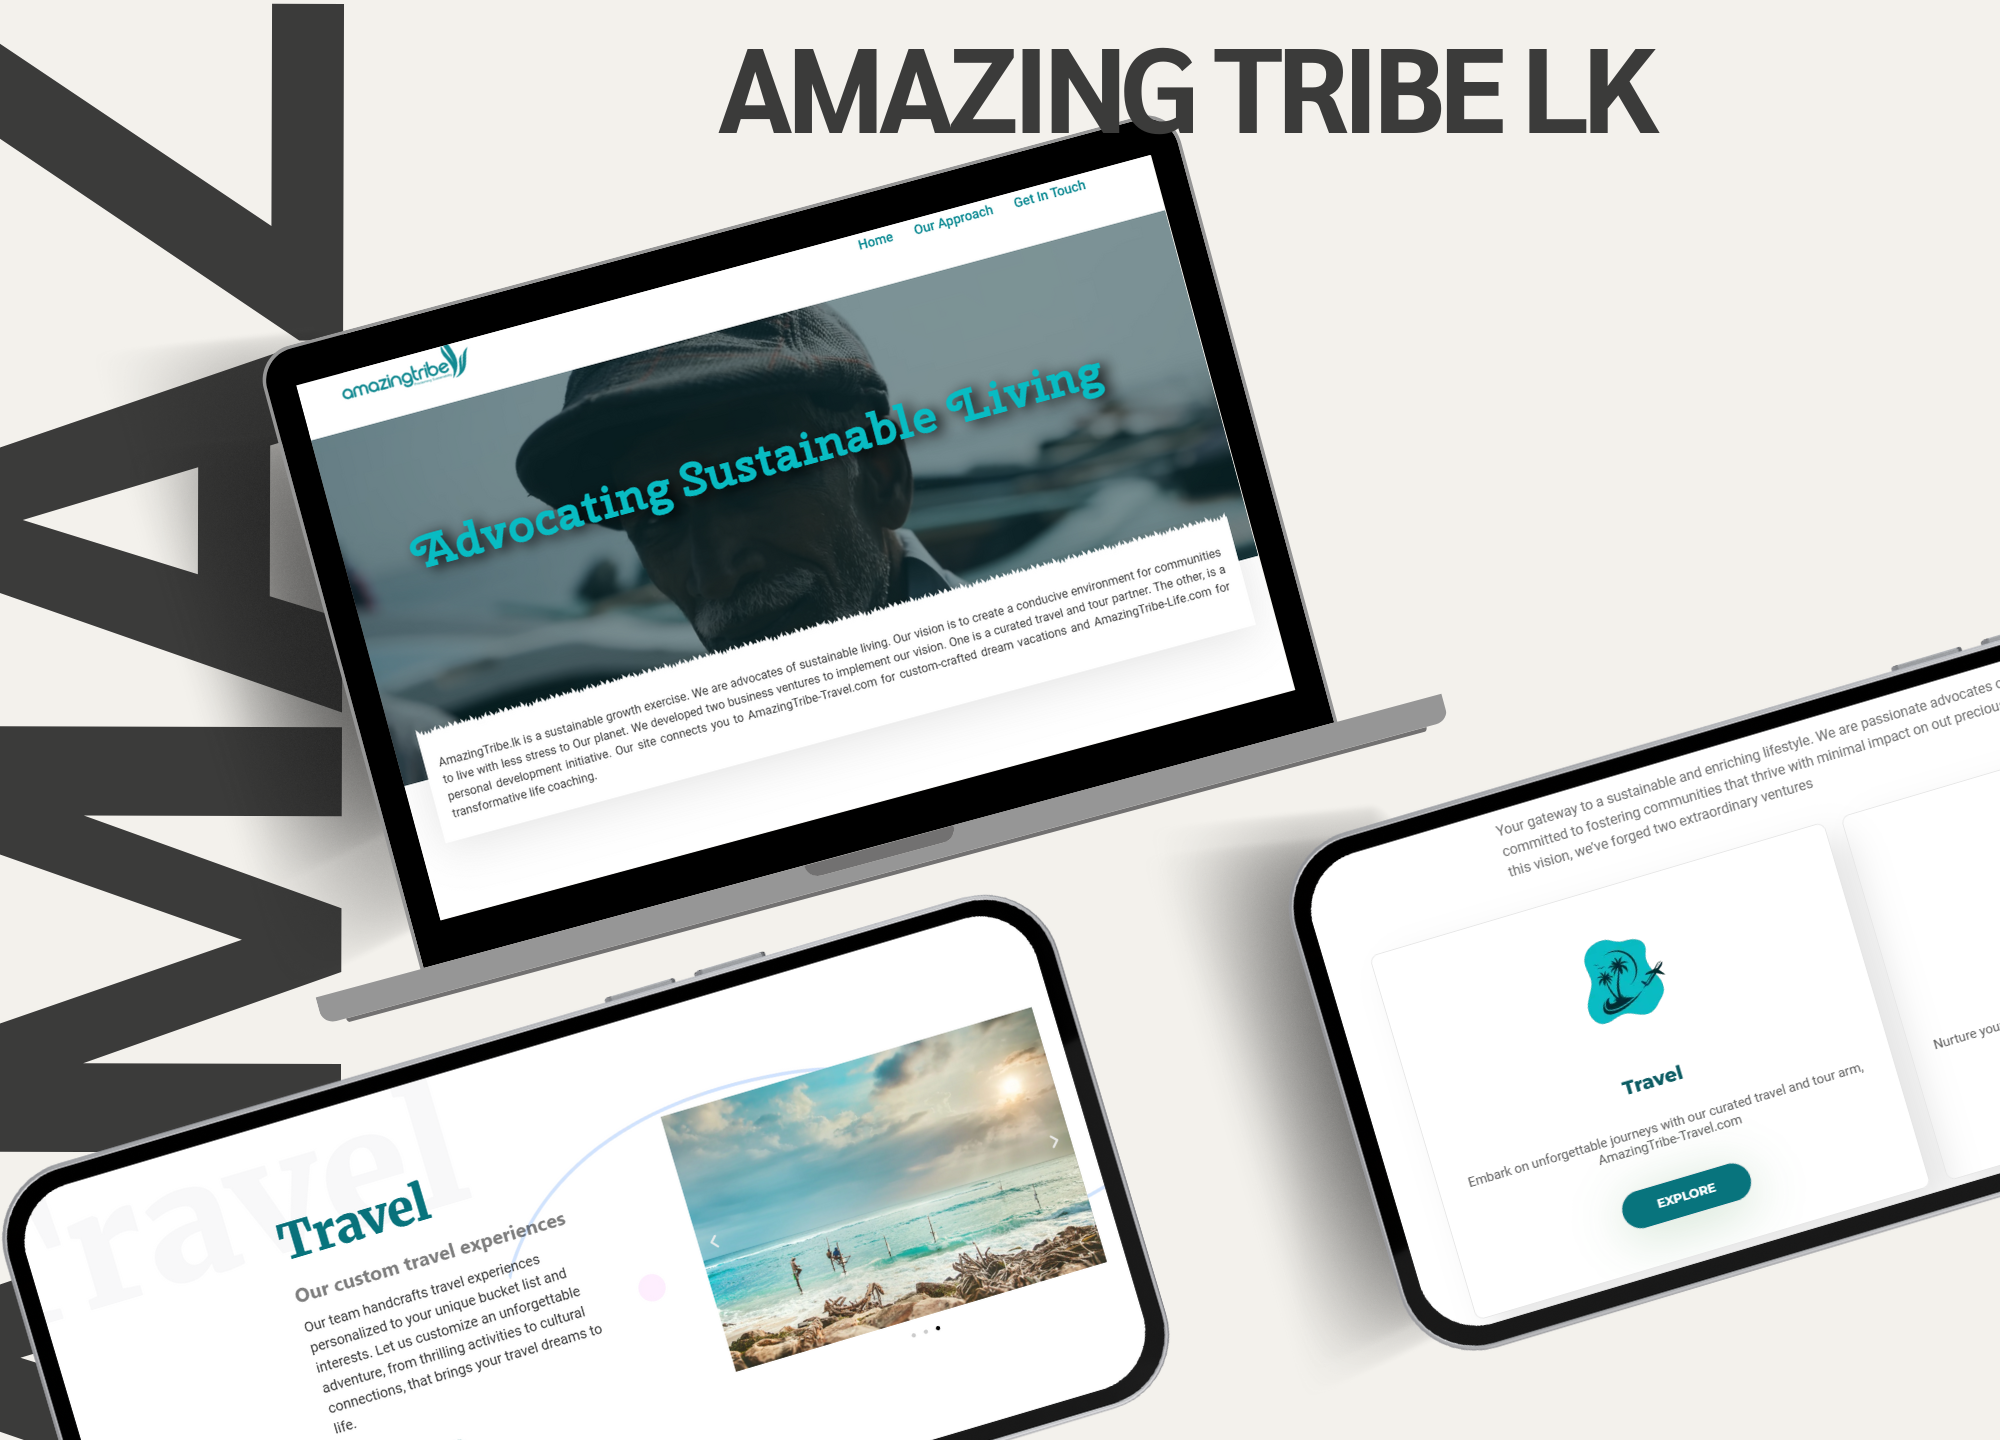 AMAZING TRIBE LK
AMAZ
Home Our Approach Get In Touch
amazingtribe
Advocating Sustainable Living
AmazingTribe.lk is a sustainable growth exercise. We are advocates of sustainable living. Our vision is to create a conducive environment for communities
to live with less stress to Our planet. We developed two business ventures to implement our vision. One is a curated travel and tour partner. The other, is a
personal development initiative. Our site connects you to AmazingTribe-Travel.com for custom-crafted dream vacations and AmazingTribe-Life.com for
transformative life coaching.
Your gateway to a sustainable and enriching lifestyle. We are passionate advocates
committed to fostering communities that thrive with minimal impact on out precious
this vision, we've forged two extraordinary ventures
Travel
Embark on unforgettable journeys with our curated travel and tour arm,
AmazingTribe-Travel.com
EXPLORE
Nurture you
Travel
Travel
Our custom travel experiences
Our team handcrafts travel experiences
personalized to your unique bucket list and
interests. Let us customize an unforgettable
adventure, from thrilling activities to cultural
connections, that brings your travel dreams to
life.